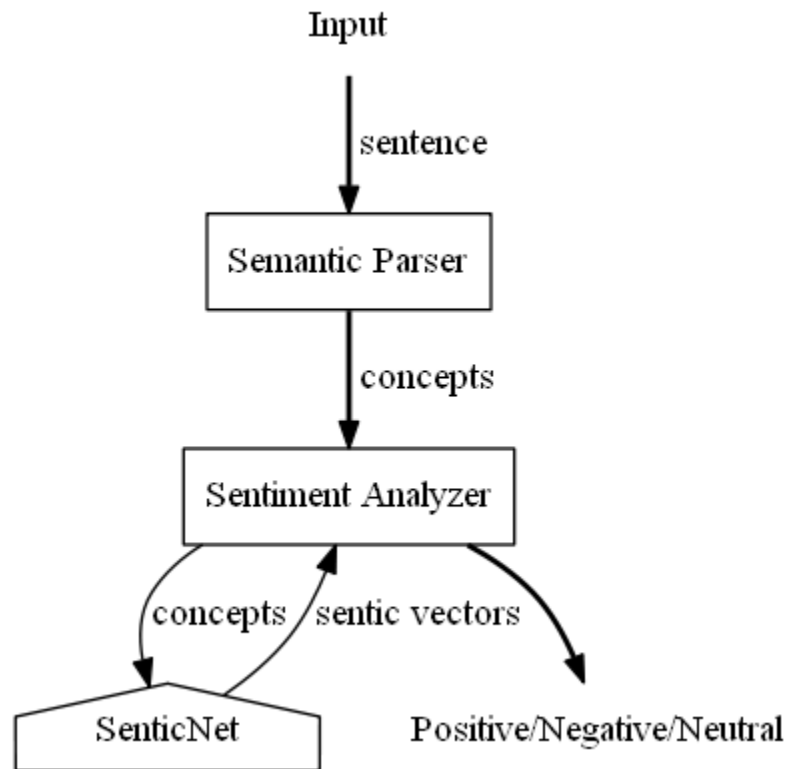 Input
sentence
Semantic Parser
concepts
Sentiment Analyzer
concepts
sentic vectors
SenticNet
Positive/Negative/Neutral